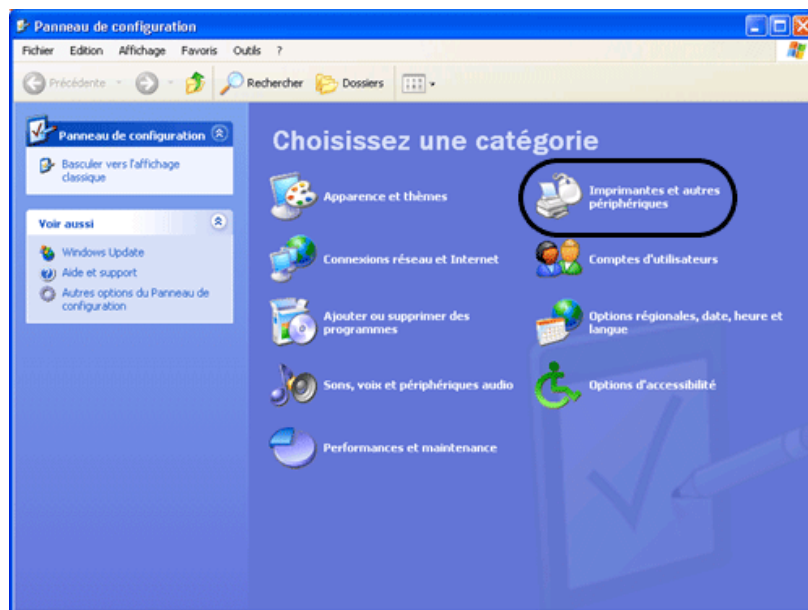 Panneau de configuration
Fichier Edition Affichage Favoris Outils ?
Précédente Rechercher Dossiers
Panneau de configuration
Basculer vers l'affichage
classique
Voir aussi
Windows Update
Aide et support
Autres options du Panneau de
configuration
Choisissez une catégorie
Apparence et thèmes
Imprimantes et autres
périphériques
Connexions réseau et Internet
Comptes d'utilisateurs
Ajouter ou supprimer des
programmes
Options régionales, date, heure et
langue
Sons, voix et périphériques audio
Options d'accessibilité
Performances et maintenance